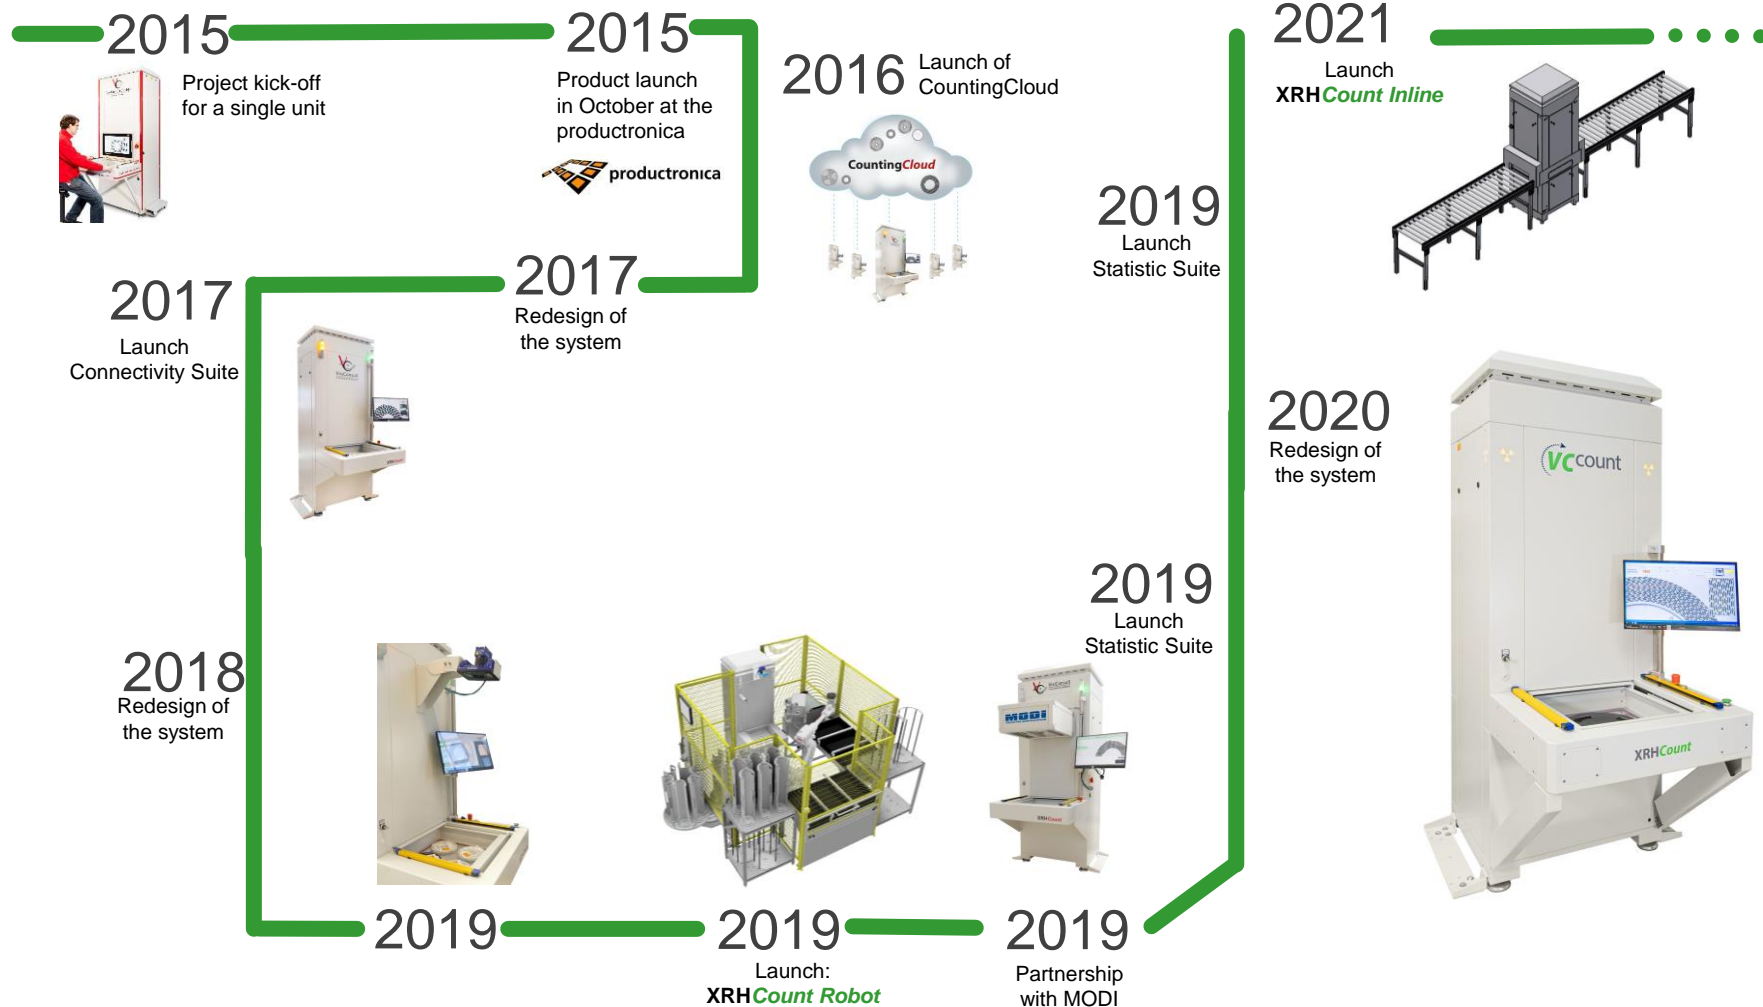 2015
Project kick-off
for a single unit
2015
Product launch
in October at the
productronica
productronica
2016
Launch of
CountingCloud
CountingCloud
2017
Redesign of
the system
2017
Launch
Connectivity Suite
VC
2018
Redesign of
the system
2019
2019
Launch:
XRHCount Robot
2019
Partnership
with MODI
MODI
XRHCount
2019
Launch
Statistic Suite
2019
Launch
Statistic Suite
2020
Redesign of
the system
VCcount
XRHCount
2021
Launch
XRHCount Inline